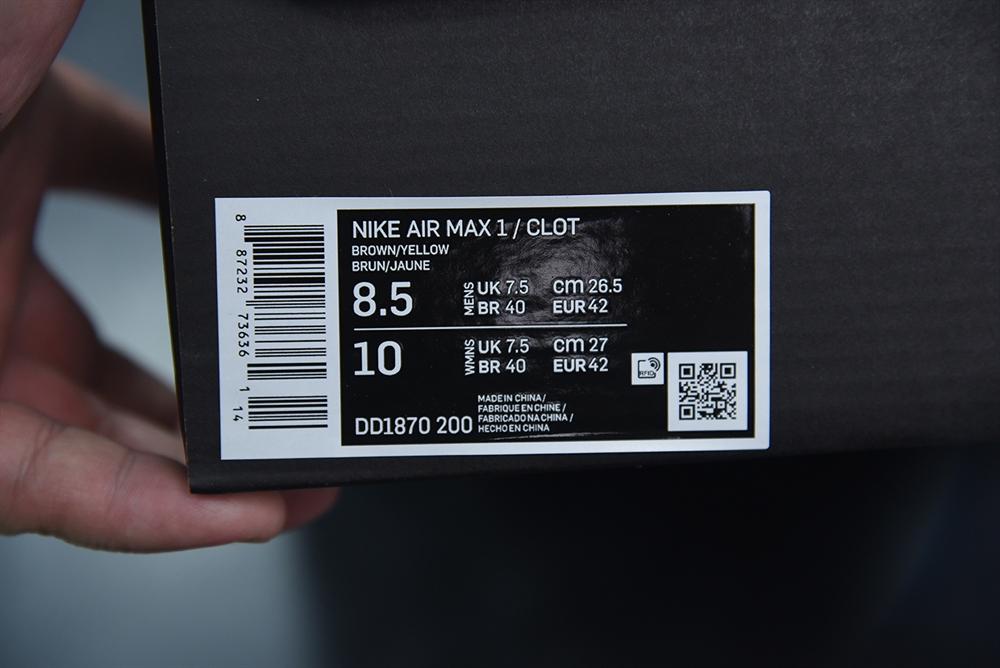 NIKE AIR MAX 1 / CLOT
BROWN/YELLOW
BRUN/JAUNE
8.5 MENS UK 7.5 cm 26.5
BR 40 EUR 42
10 WMNS UK 7.5 cm 27
BR 40 EUR 42
RFID
DD1870 200
MADE IN CHINA /
FABRIQUE EN CHINE /
FABRICADO NA CHINA /
HECHO EN CHINA
8 87232 73636 1 14